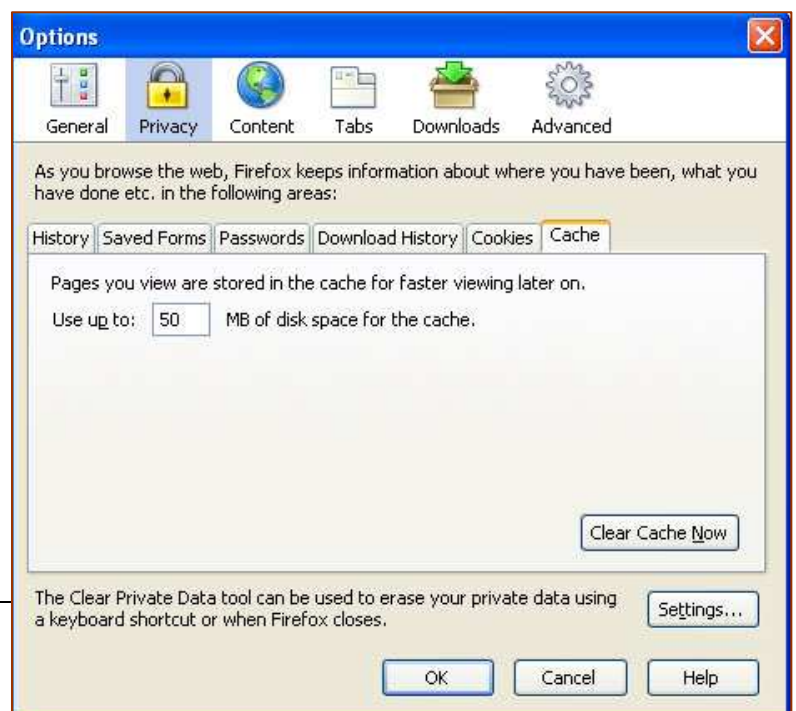 Options
General Privacy Content Tabs Downloads Advanced
As you browse the web, Firefox keeps information about where you have been, what you
have done etc. in the following areas:
History Saved Forms Passwords Download History Cookies Cache
Pages you view are stored in the cache for faster viewing later on.
Use up to: 50 MB of disk space for the cache.
Clear Cache Now
The Clear Private Data tool can be used to erase your private data using
a keyboard shortcut or when Firefox closes.
Settings...
OK Cancel Help